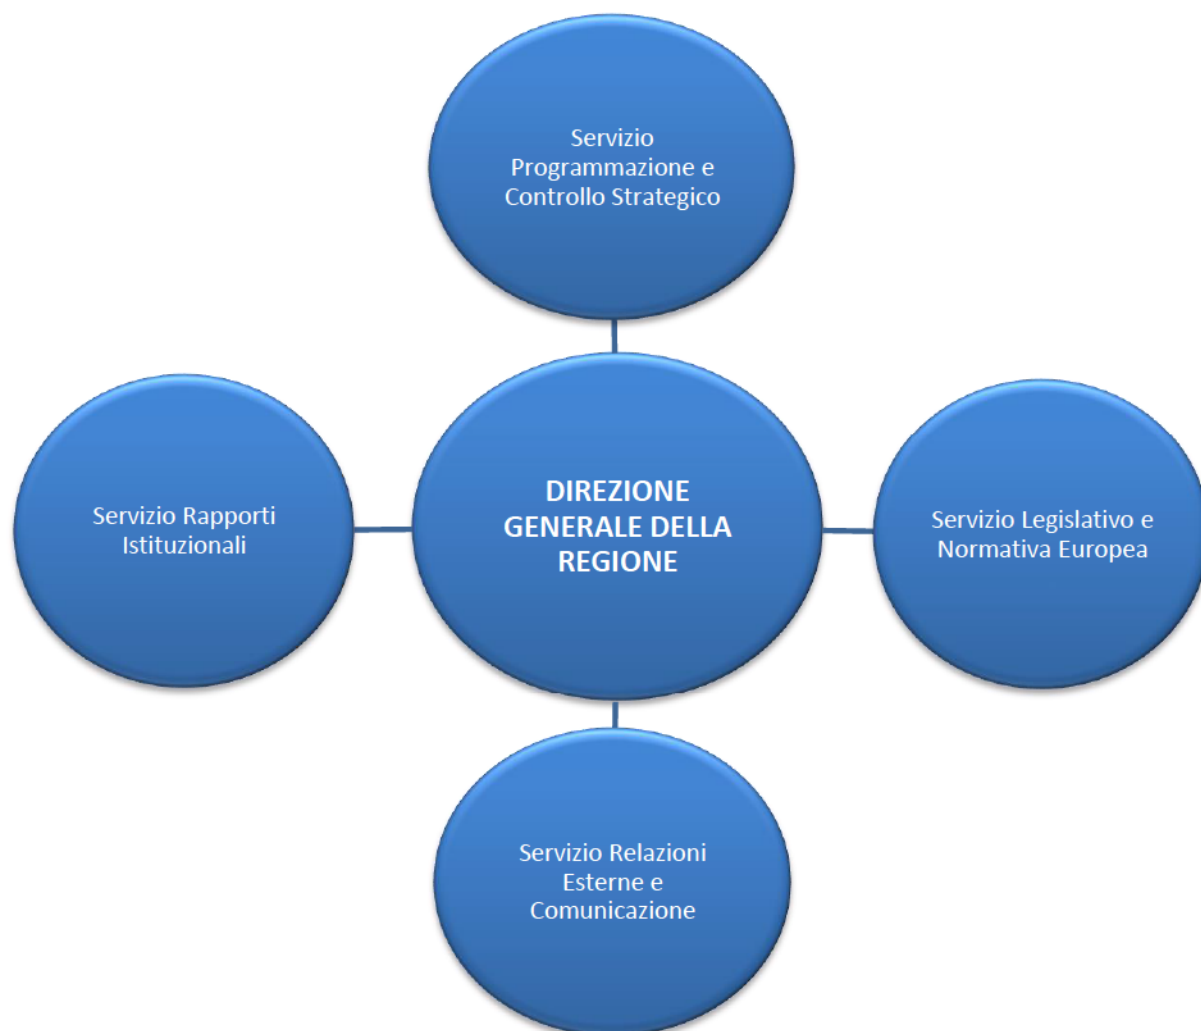 Servizio
Programmazione e
Controllo Strategico
Servizio Rapporti
Istituzionali
DIREZIONE
GENERALE DELLA
REGIONE
Servizio Legislativo e
Normativa Europea
Servizio Relazioni
Esterne e
Comunicazione